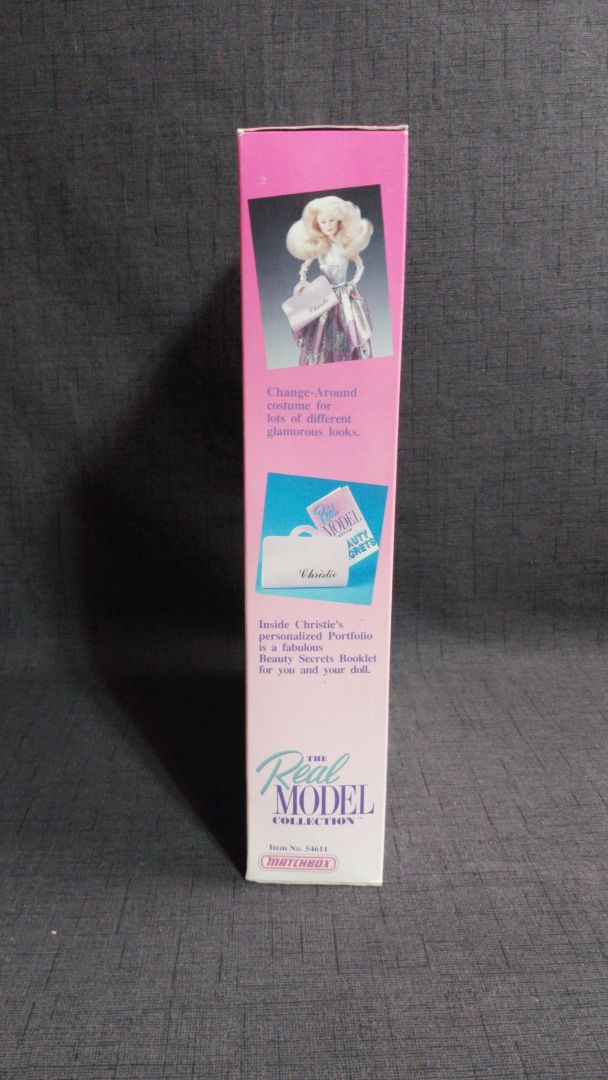 Christie
Change-Around
costume for
lots of different
glamorous looks.
Real
MODEL
Christie
Inside Christie's
personalized Portfolio
is a fabulous
Beauty Secrets Booklet
for you and your doll.
THE
Real
MODEL
COLLECTION™
Item No. 54611
MATCHBOX